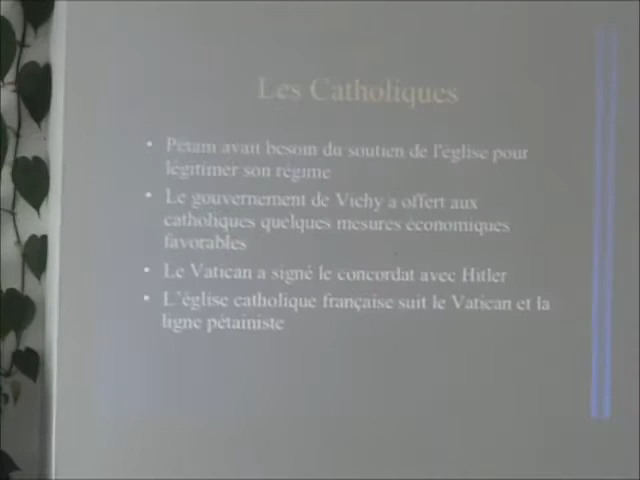 Les Catholiques
• Pétain avait besoin du soutien de l'église pour
légitimer son régime
• Le gouvernement de Vichy a offert aux
catholiques quelques mesures économiques
favorables
• Le Vatican a signé le concordat avec Hitler
• L'église catholique française suit le Vatican et la
ligne pétainiste